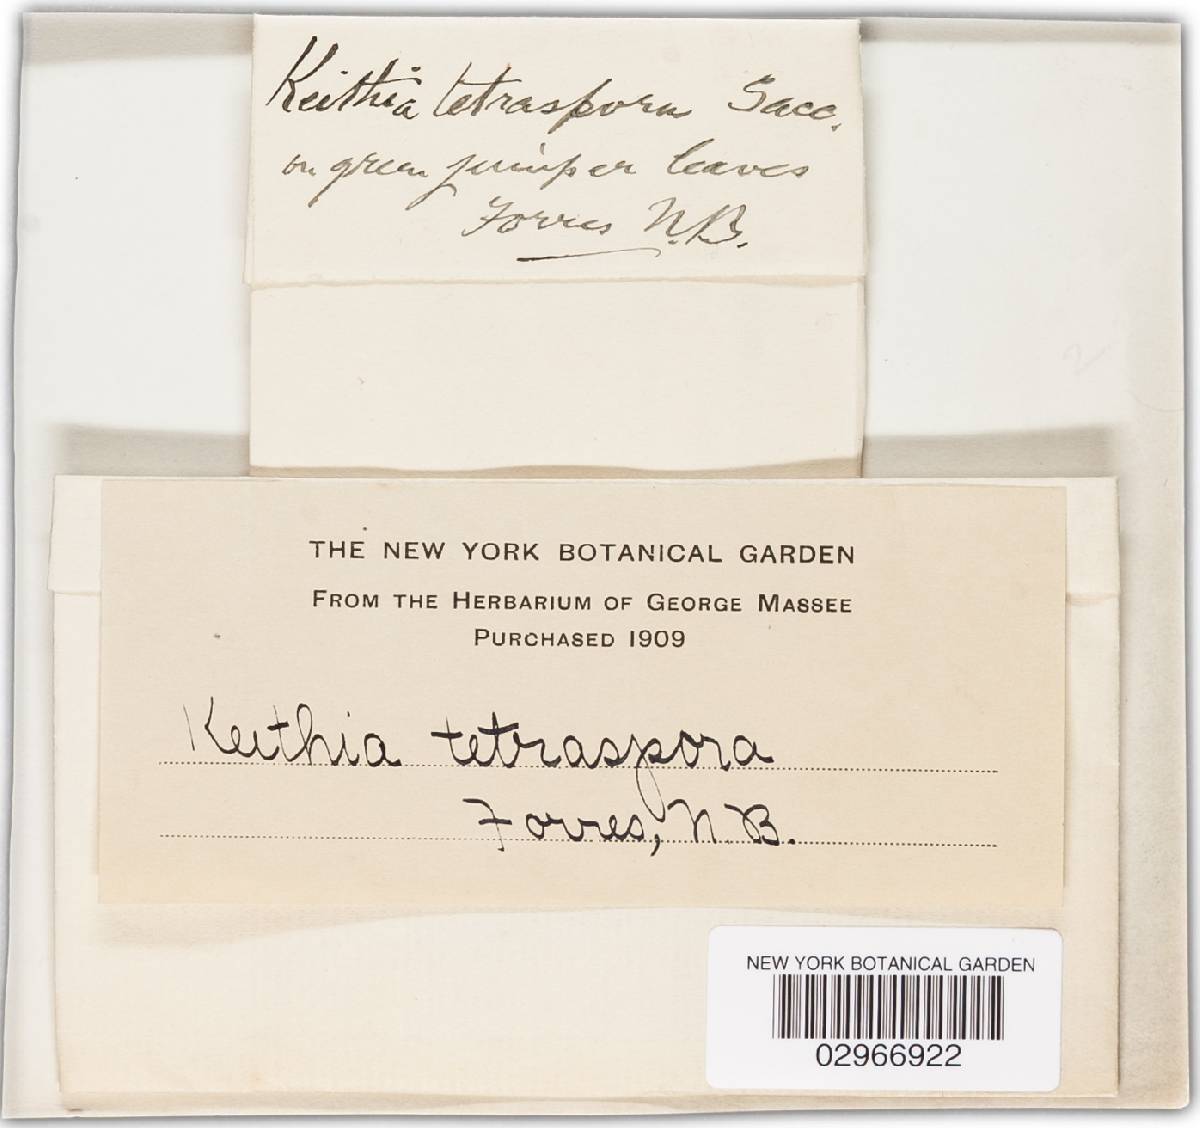 Keithia tetraspora Sacc.
on green juniper leaves
Forres N.B.
THE NEW YORK BOTANICAL GARDEN
FROM THE HERBARIUM OF GEORGE MASSEE
PURCHASED 1909
Keithia tetraspora
Forres, N.B.
NEW YORK BOTANICAL GARDEN
02966922